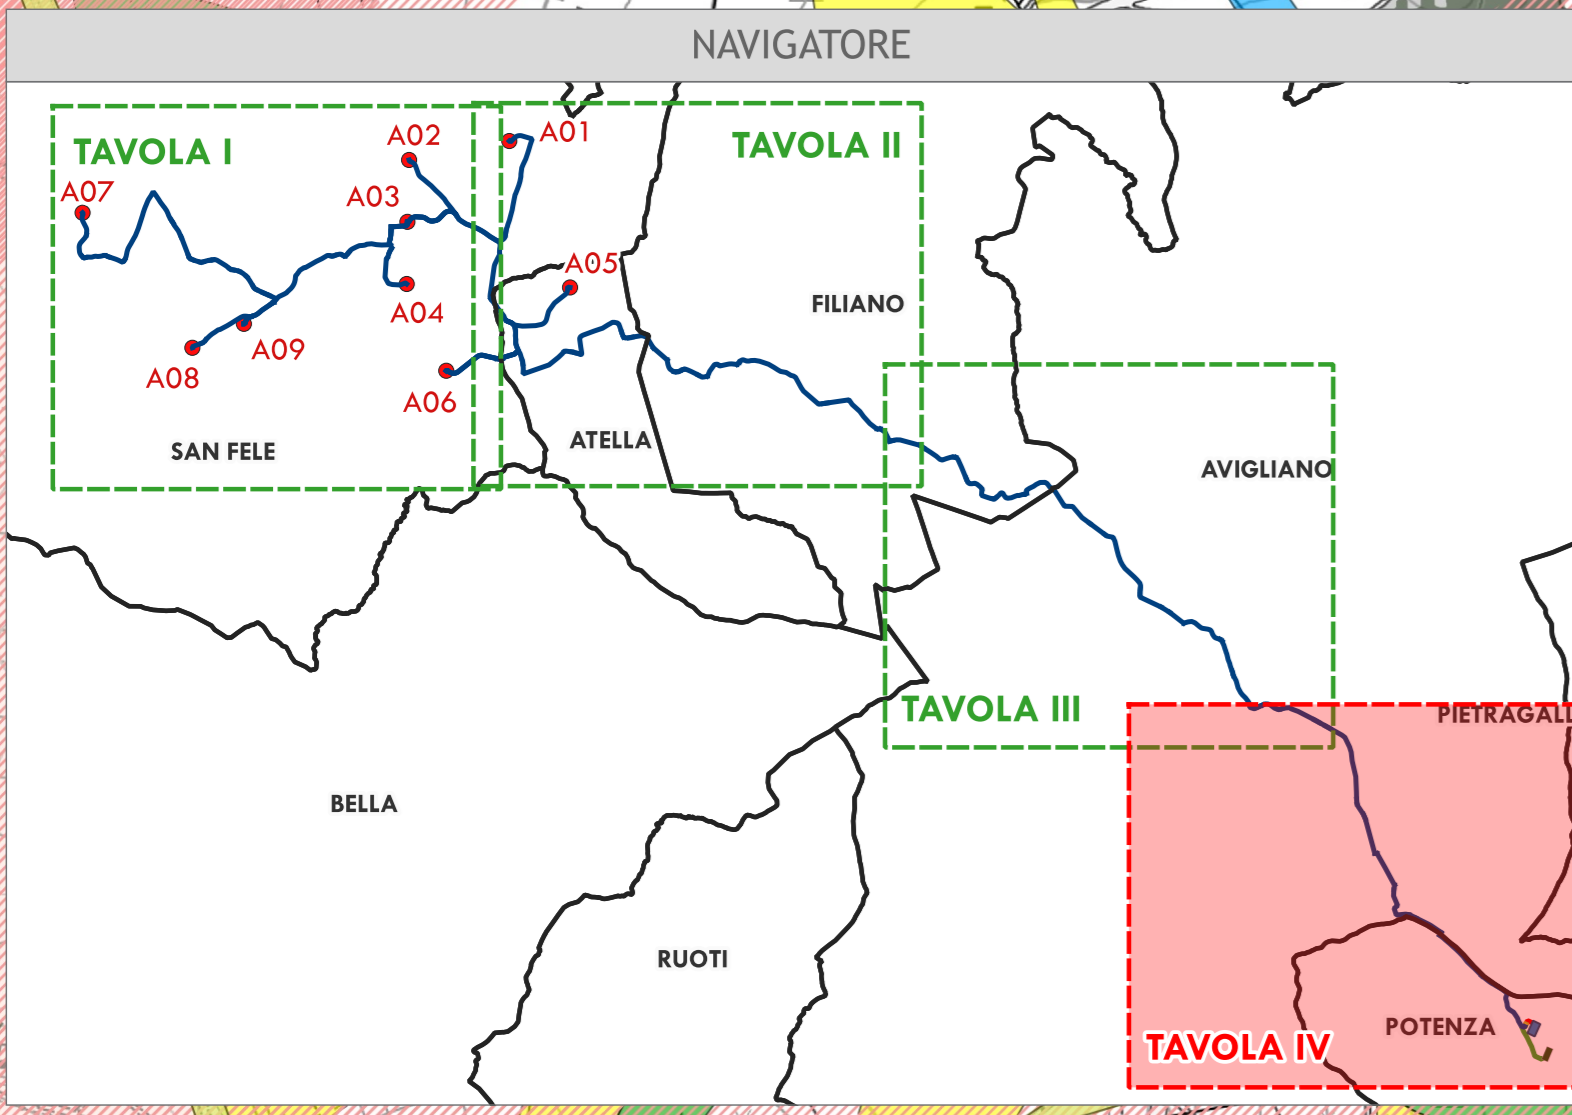 NAVIGATORE
TAVOLA I
A02
A01
TAVOLA II
A07
A03
A05
A04
FILIANO
A09
A08
A06
SAN FELE
ATELLA
AVIGLIANO
TAVOLA III
PIETRAGALL
BELLA
RUOTI
POTENZA
TAVOLA IV